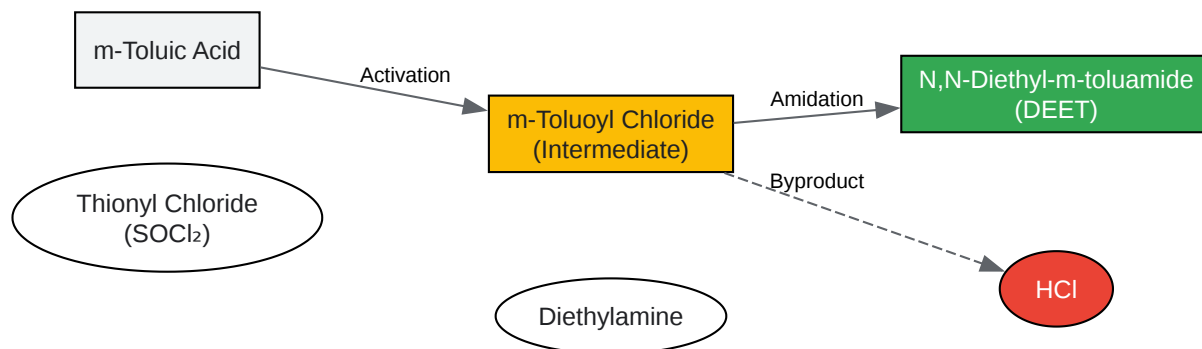 m-Toluic Acid
Activation
m-Toluoyl Chloride
(Intermediate)
Amidation
N,N-Diethyl-m-toluamide
(DEET)
Thionyl Chloride
(SOCl₂)
Byproduct
HCl
Diethylamine